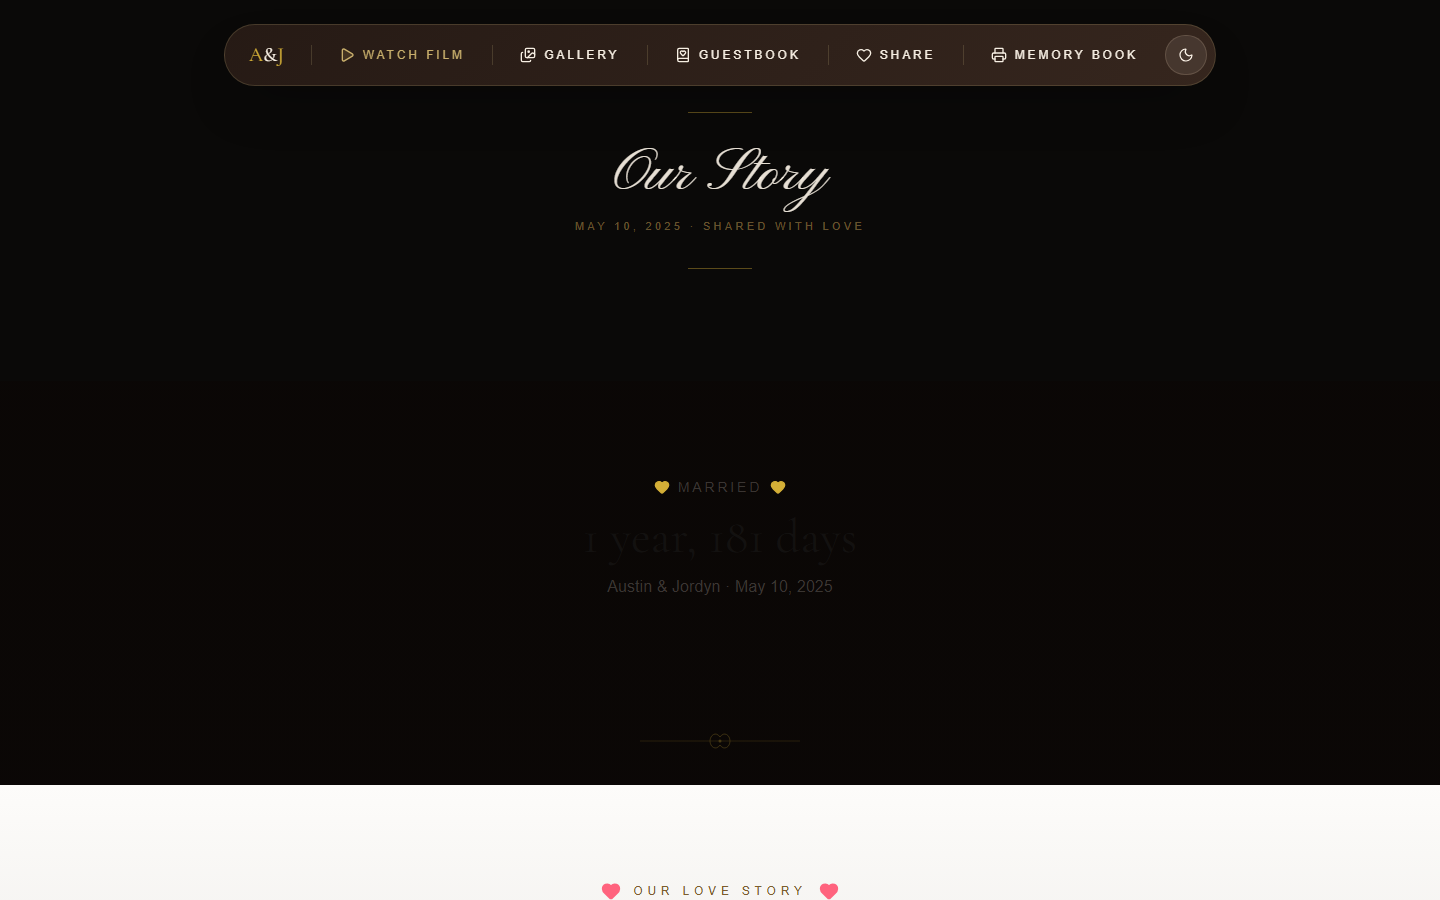 A&J
WATCH FILM
GALLERY
GUESTBOOK
SHARE
MEMORY BOOK
Our Story
MAY 10, 2025 · SHARED WITH LOVE
MARRIED
1 year, 181 days
Austin & Jordyn · May 10, 2025
OUR LOVE STORY